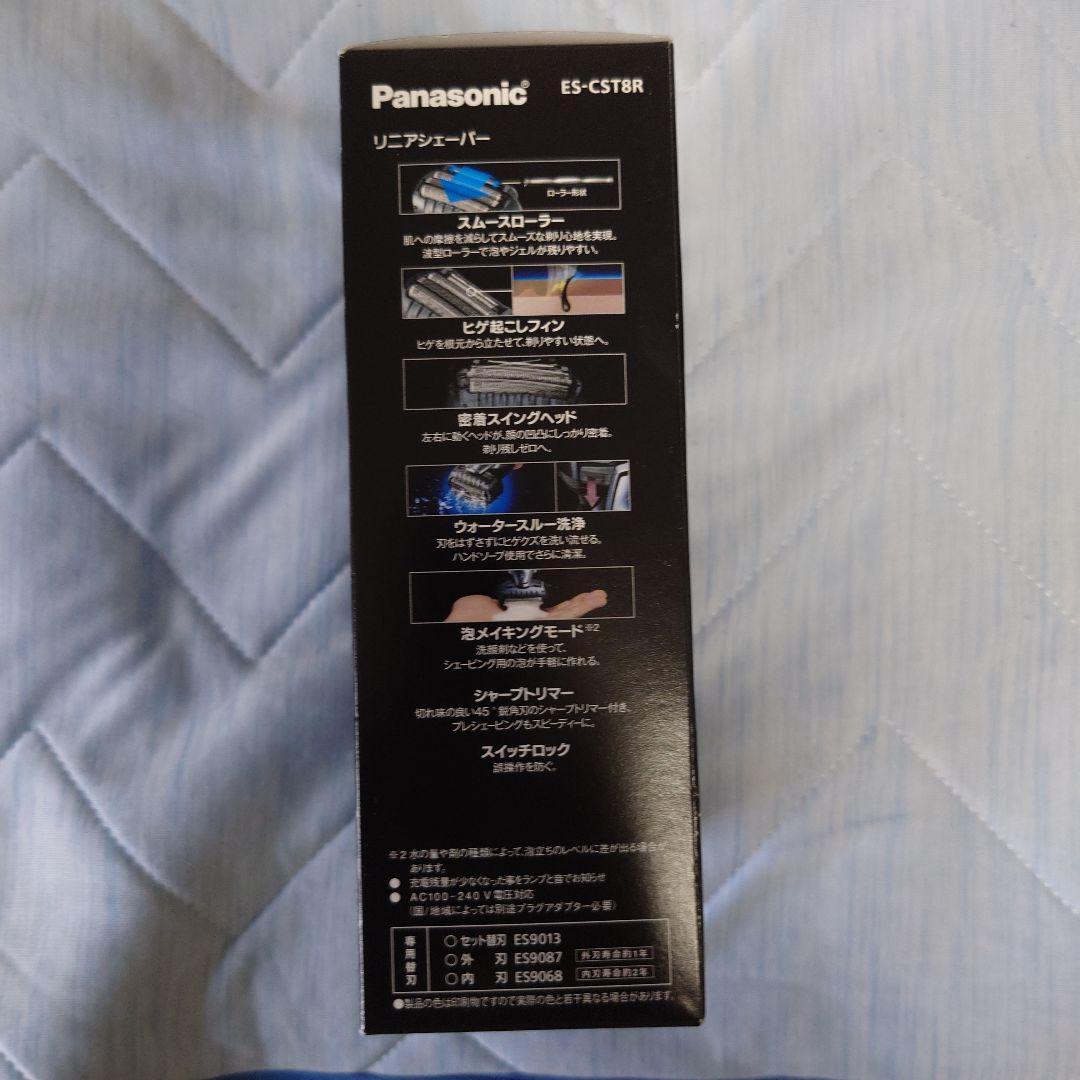 Panasonic® ES-CST8R
リニアシェーバー
ローラー形状
スムースローラー
肌への摩擦を減らしてスムーズな剃り心地を実現。
波型ローラーで泡やジェルが残りやすい。
ヒゲ起こしフィン
ヒゲを根元から立たせて、剃りやすい状態へ。
密着スイングヘッド
左右に動くヘッドが、顔の凹凸にしっかり密着。
剃り残しゼロへ。
ウォータースルー洗浄
刃をはずさずにヒゲクズを洗い流せる。
ハンドソープ使用でさらに清潔。
泡メイキングモード※2
洗顔剤などを使って、
シェービング用の泡が手軽に作れる。
シャープトリマー
切れ味の良い45°鋭角刃のシャープトリマー付き、
プレシェービングもスピーディーに。
スイッチロック
誤操作を防ぐ。
※2 水の量や剤の種類によって、泡立ちのレベルに差が出る場合が
あります。
● 充電残量が少なくなった事をランプと音でお知らせ
● AC100-240V電圧対応
(国/地域によっては別途プラグアダプター必要)
専用替刃
○セット替刃 ES9013
○外 刃 ES9087 外刃寿命約1年
○内 刃 ES9068 内刃寿命約2年
●製品の色は印刷物ですので実際の色と若干異なる場合があります。